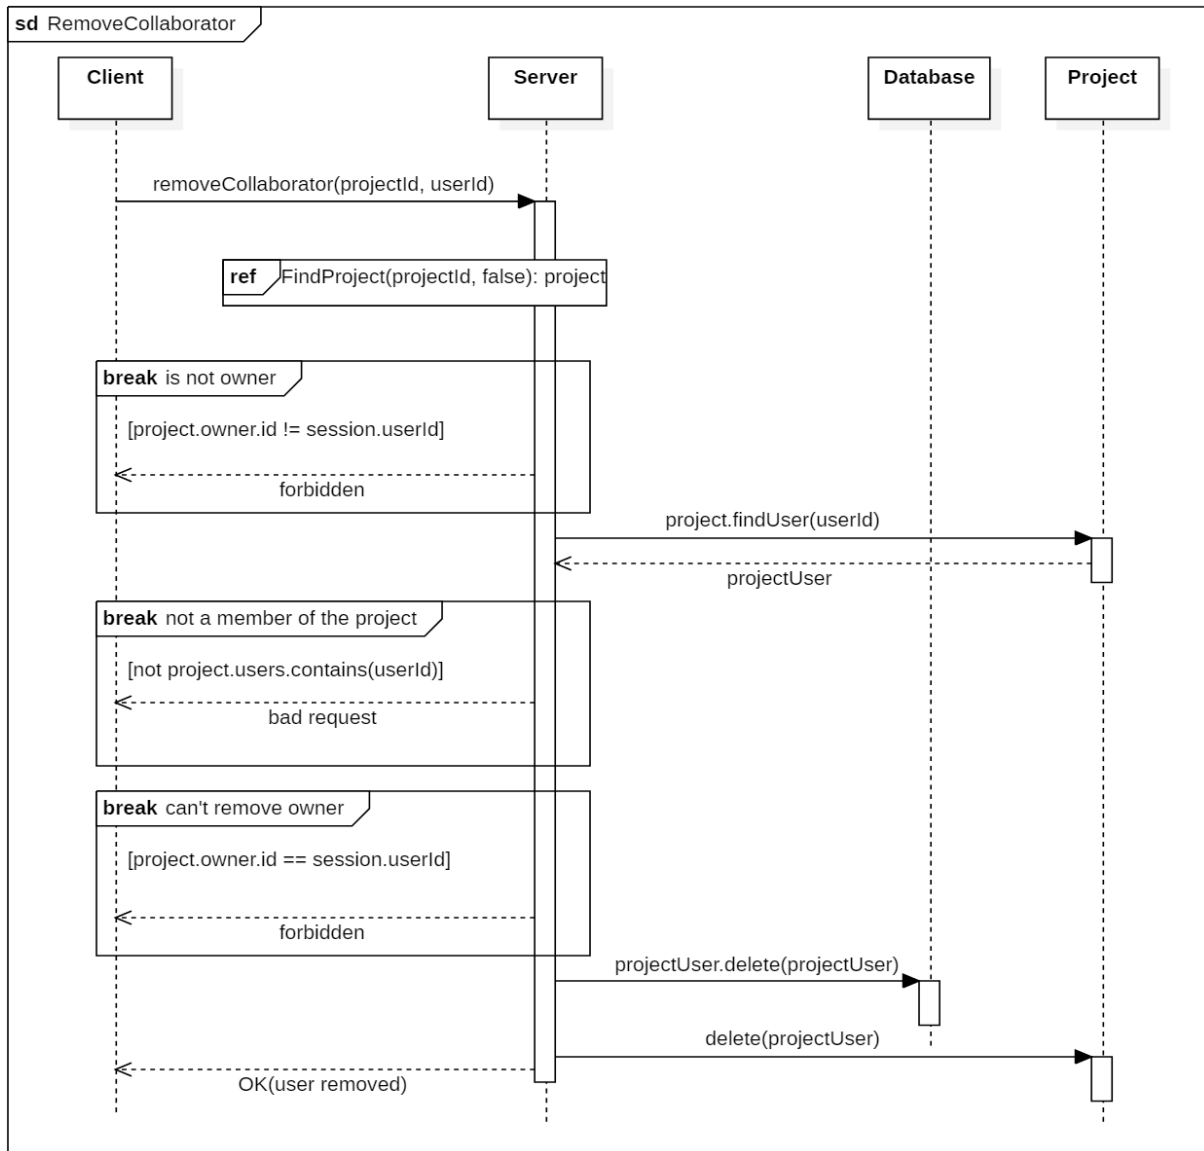 sd RemoveCollaborator
Client
Server
Database
Project
removeCollaborator(projectId, userId)
ref FindProject(projectId, false): project
break is not owner
[project.owner.id != session.userId]
forbidden
project.findUser(userId)
projectUser
break not a member of the project
[not project.users.contains(userId)]
bad request
break can't remove owner
[project.owner.id == session.userId]
forbidden
projectUser.delete(projectUser)
delete(projectUser)
OK(user removed)